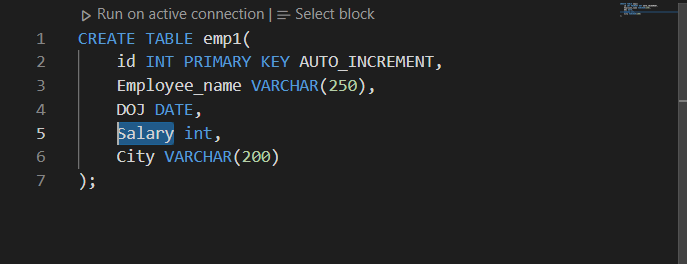 Run on active connection | Select block
1 CREATE TABLE emp1(
2 id INT PRIMARY KEY AUTO_INCREMENT,
3 Employee_name VARCHAR(250),
4 DOJ DATE,
5 Salary int,
6 City VARCHAR(200)
7 );